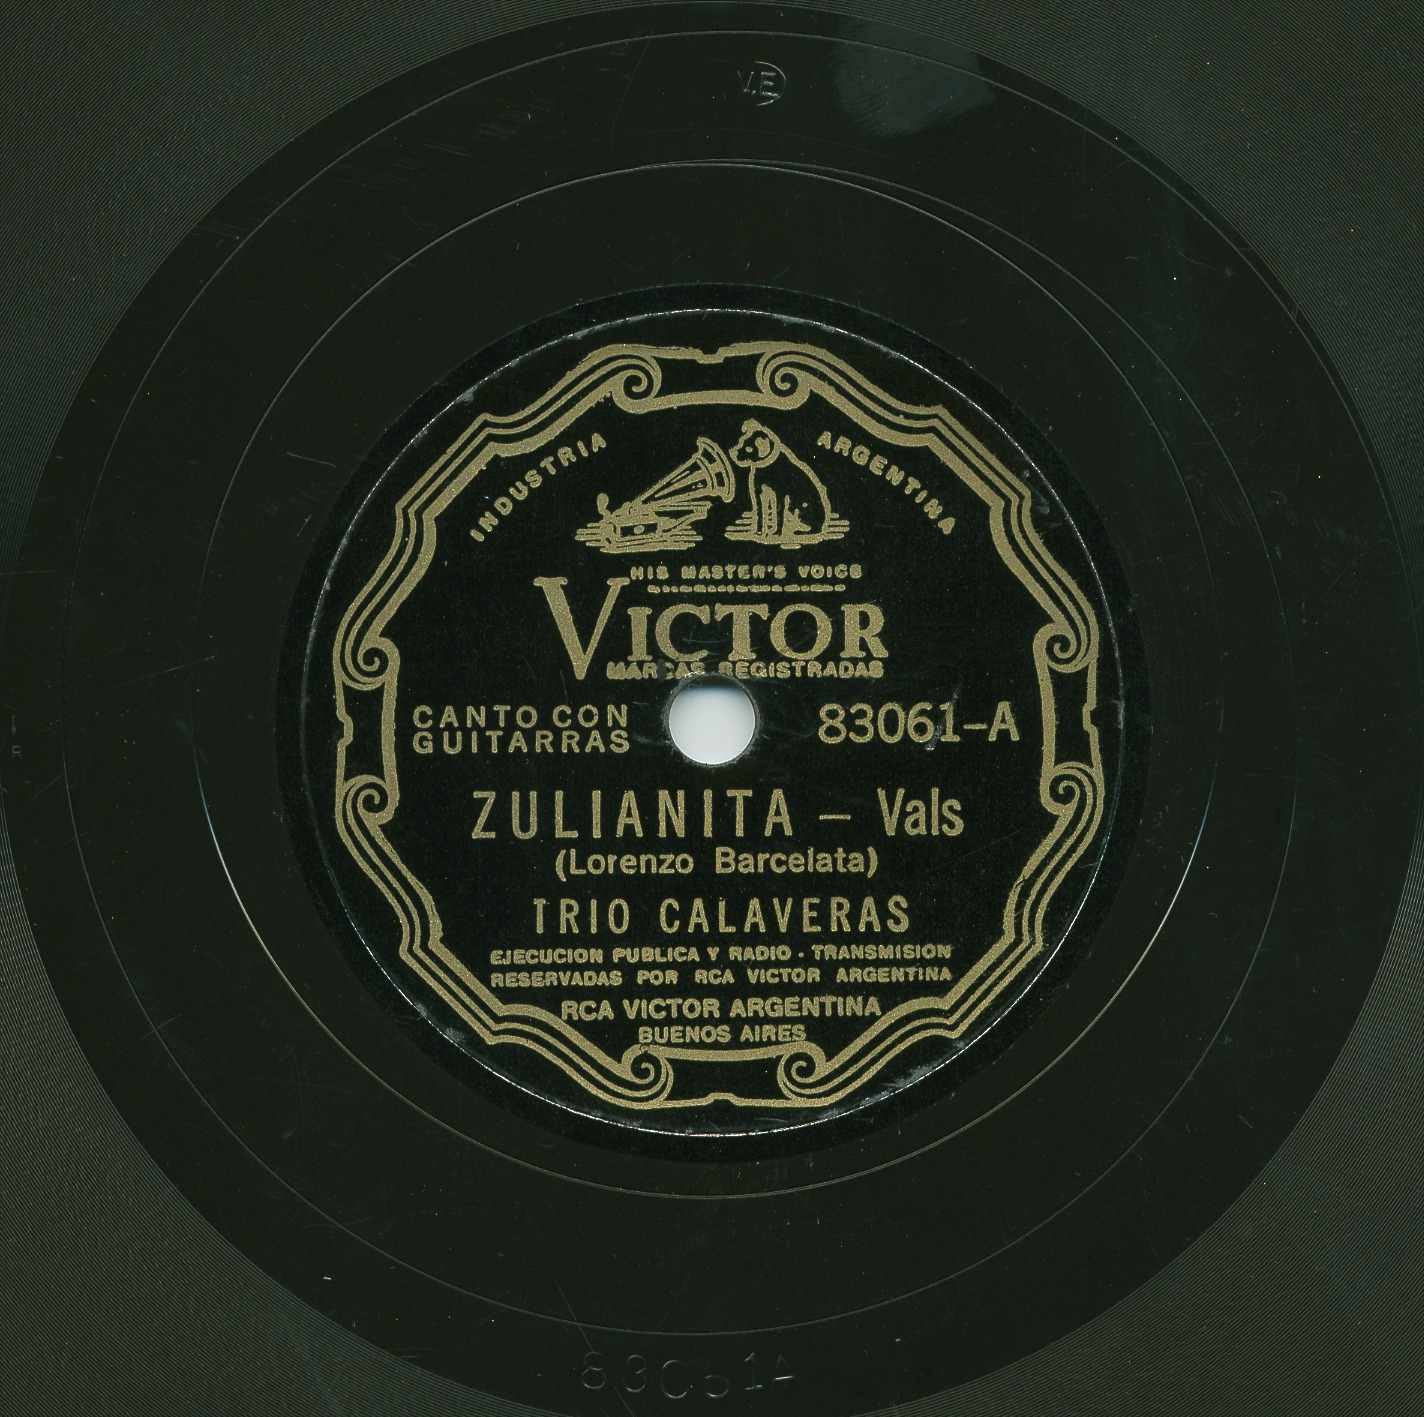 V.E
INDUSTRIA ARGENTINA
HIS MASTER'S VOICE
VICTOR
MARCAS REGISTRADAS
CANTO CON
GUITARRAS
83061-A
ZULIANITA – Vals
(Lorenzo Barcelata)
TRIO CALAVERAS
EJECUCION PUBLICA Y RADIO - TRANSMISION
RESERVADAS POR RCA VICTOR ARGENTINA
RCA VICTOR ARGENTINA
BUENOS AIRES
83061A